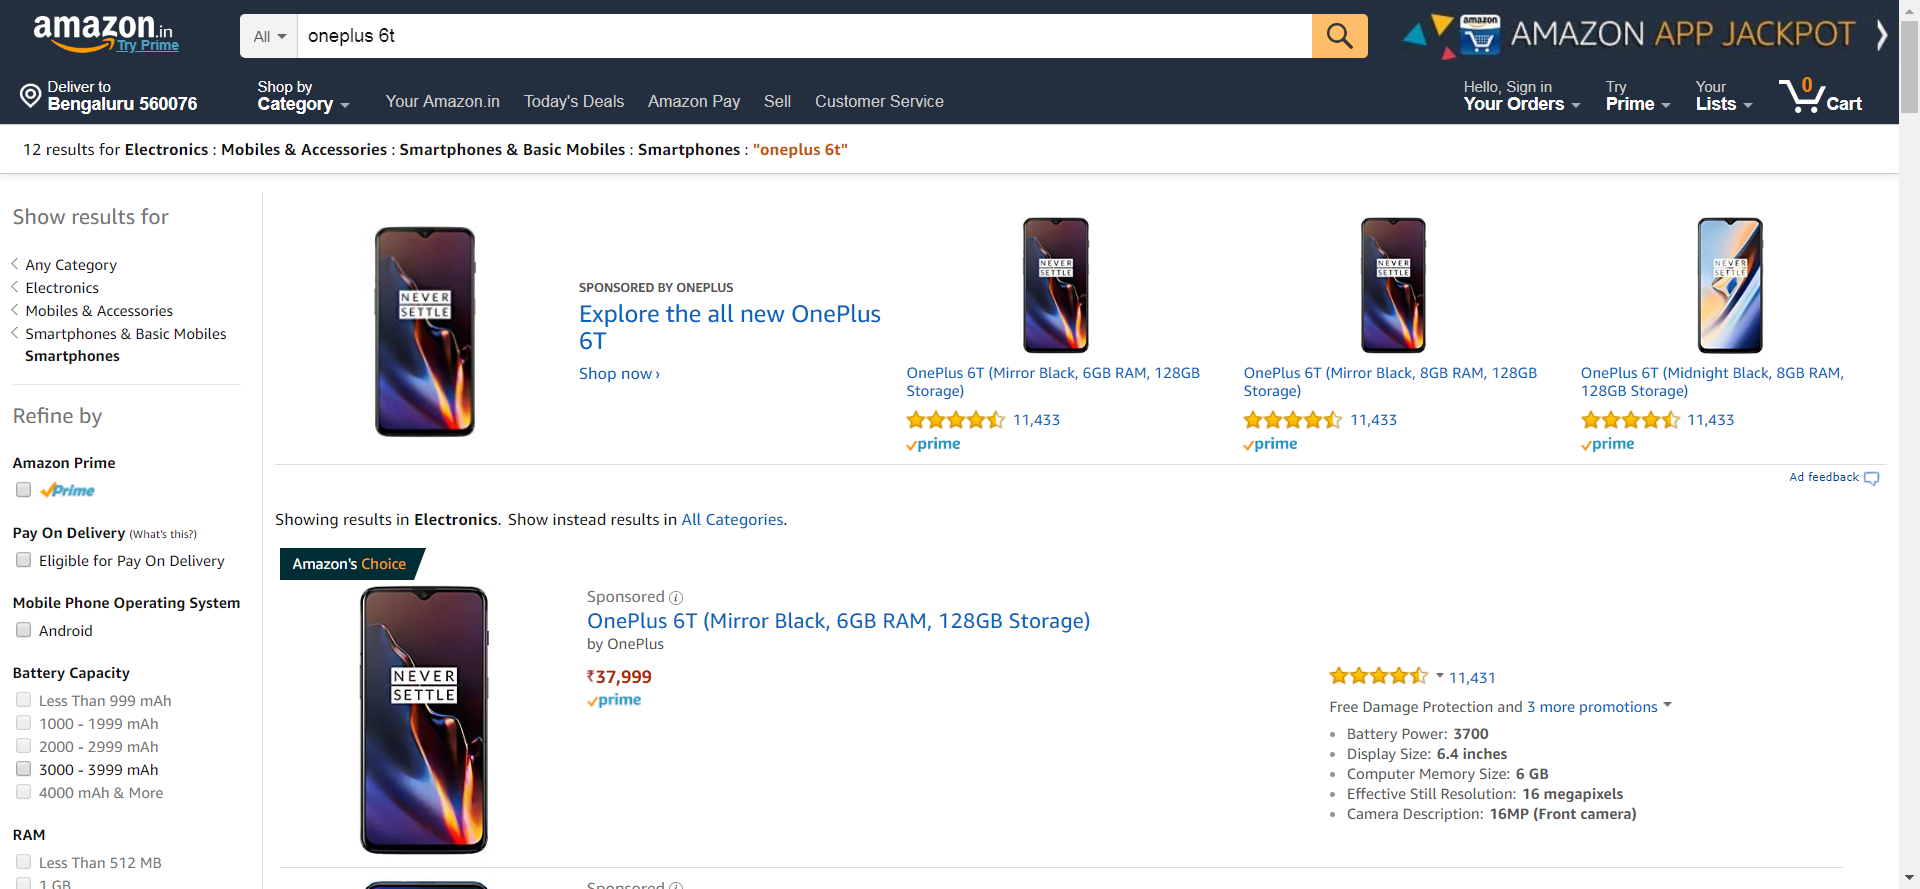 amazon.in
Try Prime
All
oneplus 6t
amazon
AMAZON APP JACKPOT
Deliver to
Bengaluru 560076
Shop by
Category
Your Amazon.in
Today's Deals
Amazon Pay
Sell
Customer Service
Hello, Sign in
Your Orders
Try
Prime
Your
Lists
0
Cart
12 results for Electronics : Mobiles & Accessories : Smartphones & Basic Mobiles : Smartphones : "oneplus 6t"
Show results for
Any Category
Electronics
Mobiles & Accessories
Smartphones & Basic Mobiles
Smartphones
Refine by
Amazon Prime
Prime
Pay On Delivery (What's this?)
Eligible for Pay On Delivery
Mobile Phone Operating System
Android
Battery Capacity
Less Than 999 mAh
1000 - 1999 mAh
2000 - 2999 mAh
3000 - 3999 mAh
4000 mAh & More
RAM
Less Than 512 MB
1 GB
NEVER
SETTLE
SPONSORED BY ONEPLUS
Explore the all new OnePlus
6T
Shop now ›
NEVER
SETTLE
OnePlus 6T (Mirror Black, 6GB RAM, 128GB
Storage)
11,433
prime
NEVER
SETTLE
OnePlus 6T (Mirror Black, 8GB RAM, 128GB
Storage)
11,433
prime
NEVER
SETTLE
OnePlus 6T (Midnight Black, 8GB RAM,
128GB Storage)
11,433
prime
Ad feedback
Showing results in Electronics. Show instead results in All Categories.
Amazon's Choice
NEVER
SETTLE
Sponsored
OnePlus 6T (Mirror Black, 6GB RAM, 128GB Storage)
by OnePlus
₹37,999
prime
11,431
Free Damage Protection and 3 more promotions
Battery Power: 3700
Display Size: 6.4 inches
Computer Memory Size: 6 GB
Effective Still Resolution: 16 megapixels
Camera Description: 16MP (Front camera)
Sponsored